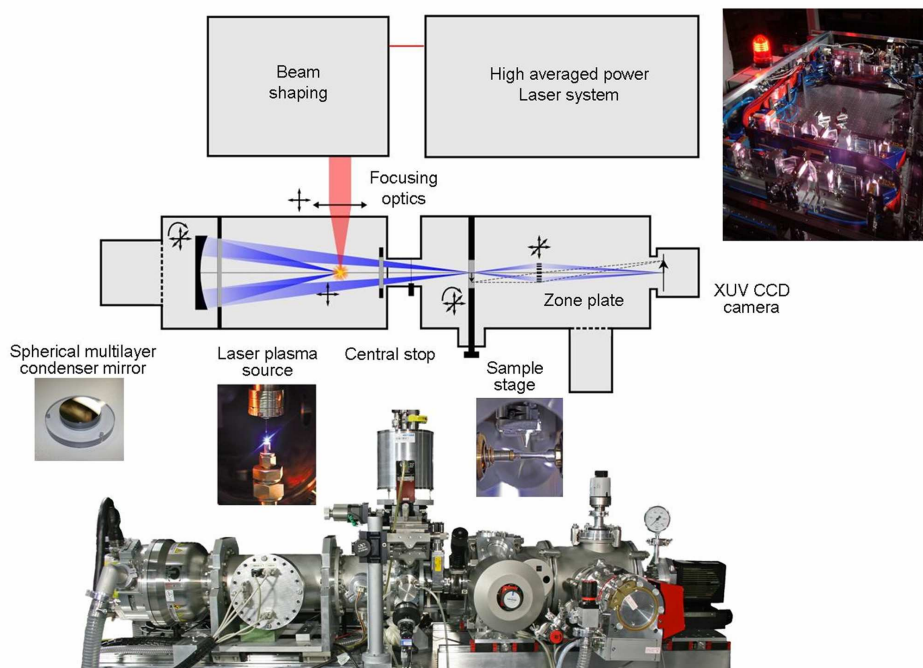 Beam
shaping
High averaged power
Laser system
Focusing
optics
Zone plate
XUV CCD
camera
Spherical multilayer
condenser mirror
Laser plasma
source
Central stop
Sample
stage